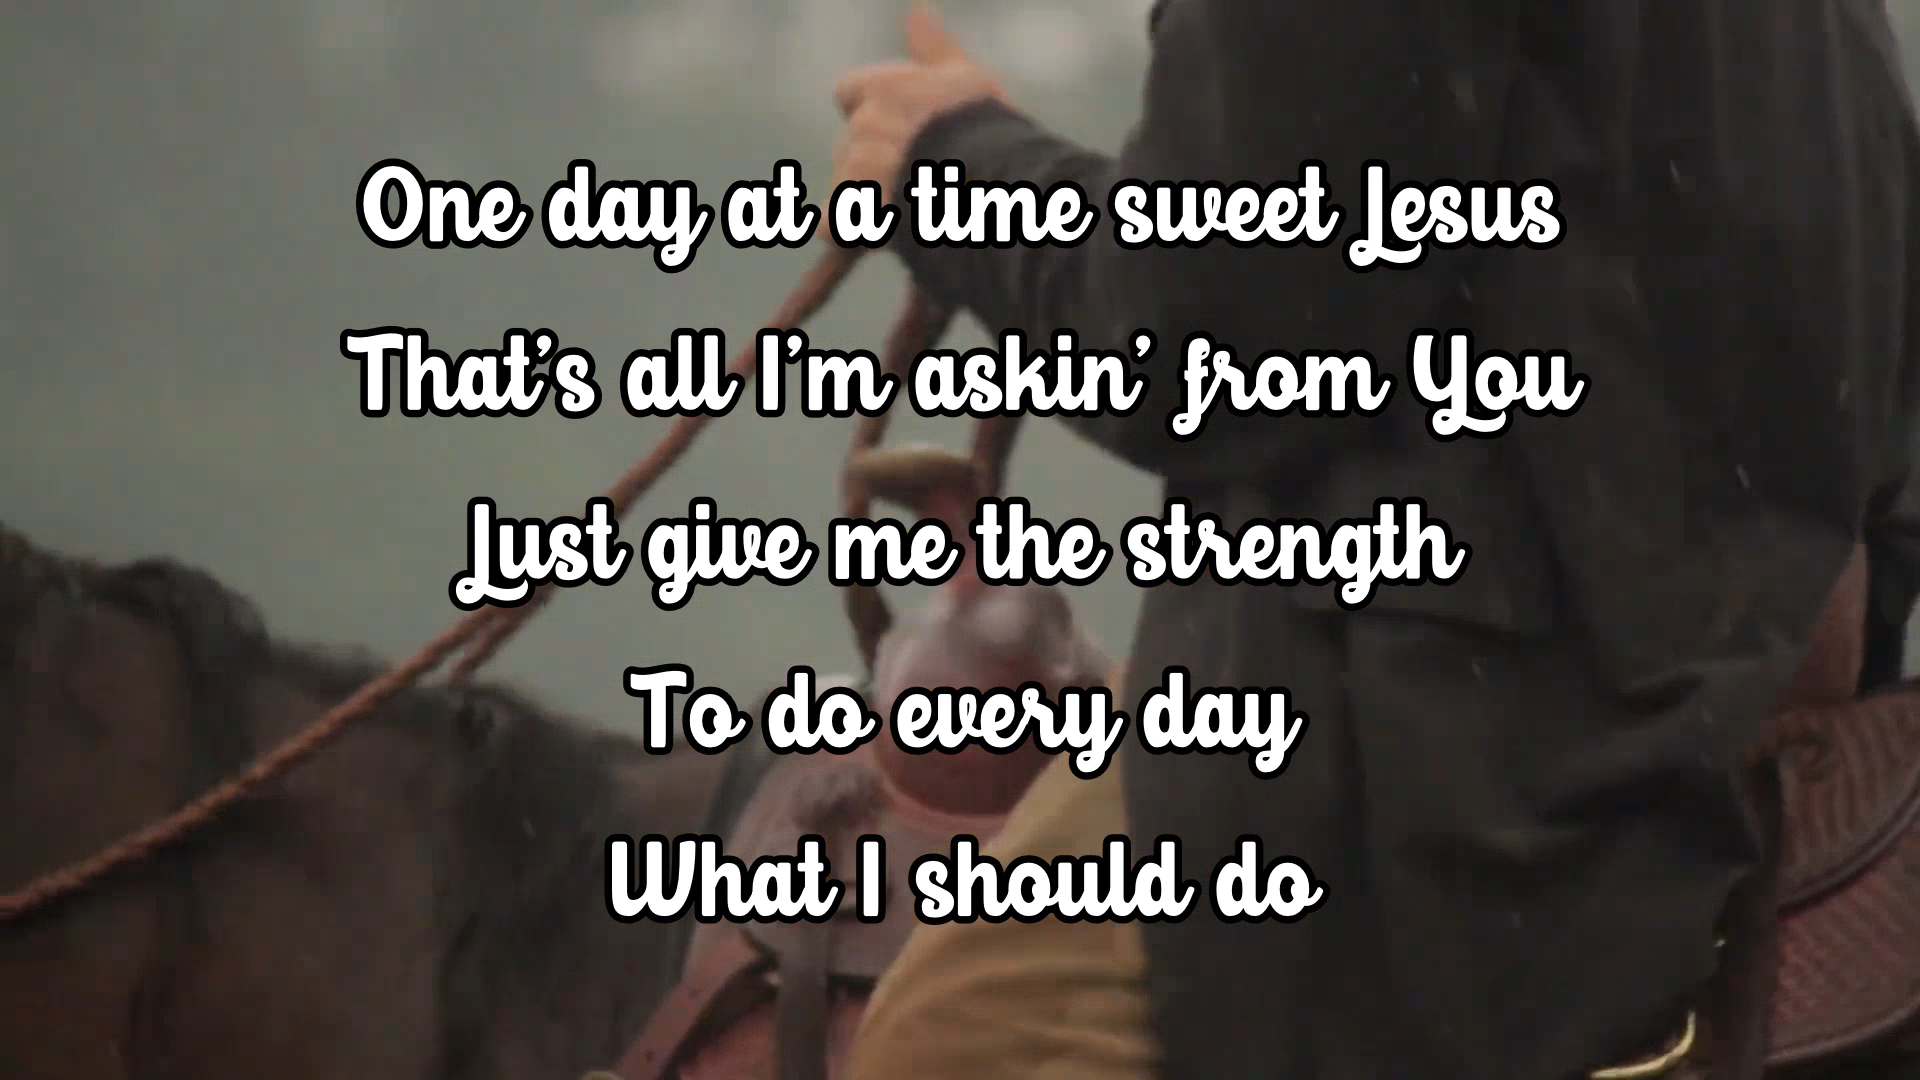 One day at a time sweet Jesus
That's all I'm askin' from You
Just give me the strength
To do every day
What I should do